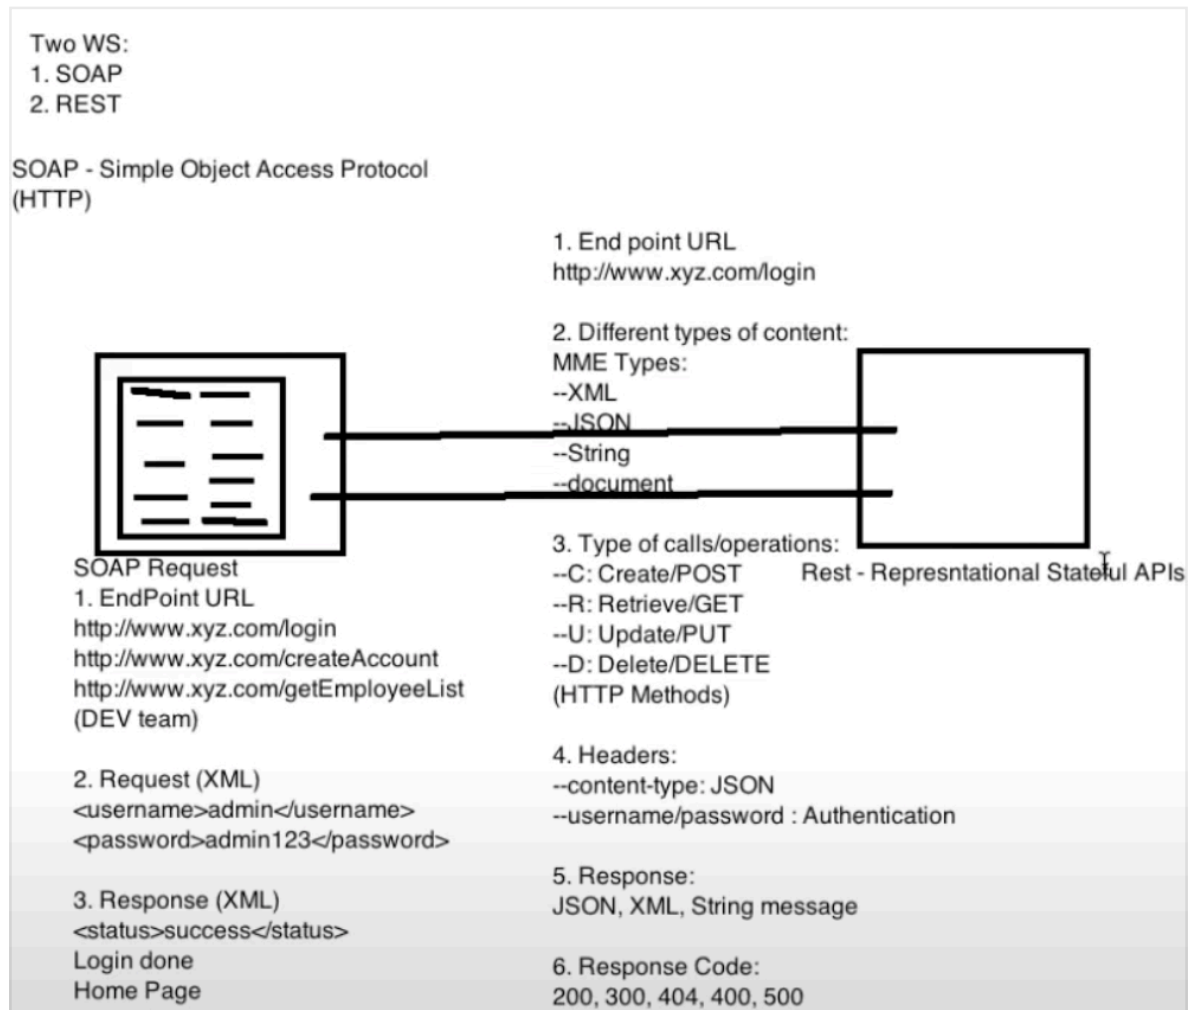 Two WS:
1. SOAP
2. REST
SOAP - Simple Object Access Protocol
(HTTP)
1. End point URL
http://www.xyz.com/login
2. Different types of content:
MME Types:
--XML
--JSON
--String
--document
3. Type of calls/operations:
--C: Create/POST
--R: Retrieve/GET
--U: Update/PUT
--D: Delete/DELETE
(HTTP Methods)
4. Headers:
--content-type: JSON
--username/password : Authentication
5. Response:
JSON, XML, String message
6. Response Code:
200, 300, 404, 400, 500
SOAP Request
1. EndPoint URL
http://www.xyz.com/login
http://www.xyz.com/createAccount
http://www.xyz.com/getEmployeeList
(DEV team)
2. Request (XML)
<username>admin</username>
<password>admin123</password>
3. Response (XML)
<status>success</status>
Login done
Home Page
Rest - Represntational Stateful APIs